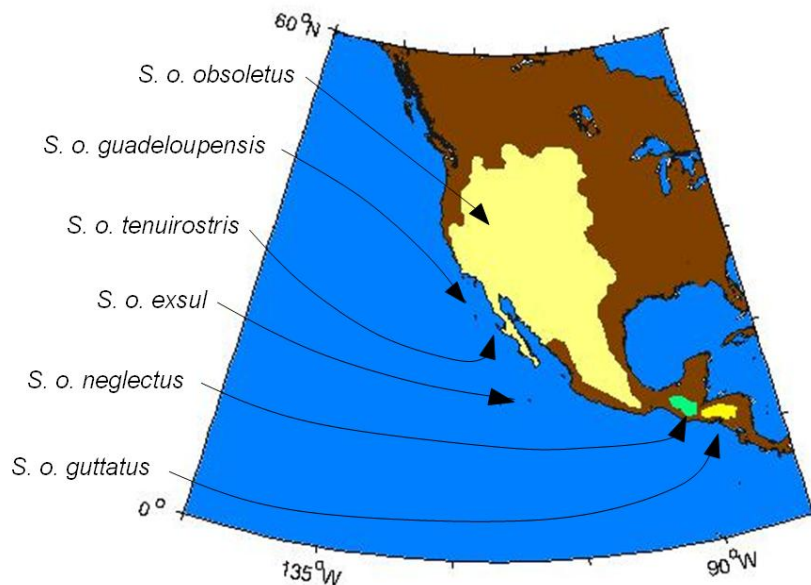 60°N
S. o. obsoletus
S. o. guadeloupensis
S. o. tenuirostris
S. o. exsul
S. o. neglectus
S. o. guttatus
0°
135°W
90°W